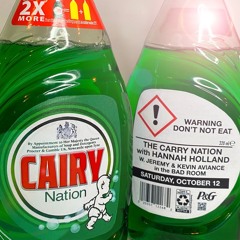 2X
MORE
By Appointment to Her Majesty the Queen
Manufacturers of Soap and Detergents
Procter & Gamble UK, Newcastle upon Tyne
CAIRY
Nation
WARNING
DON'T NOT EAT
THE CARRY NATION
with HANNAH HOLLAND
W. JEREMY & KEVIN AVIANCE
in the BAD ROOM
SATURDAY, OCTOBER 12
P&G